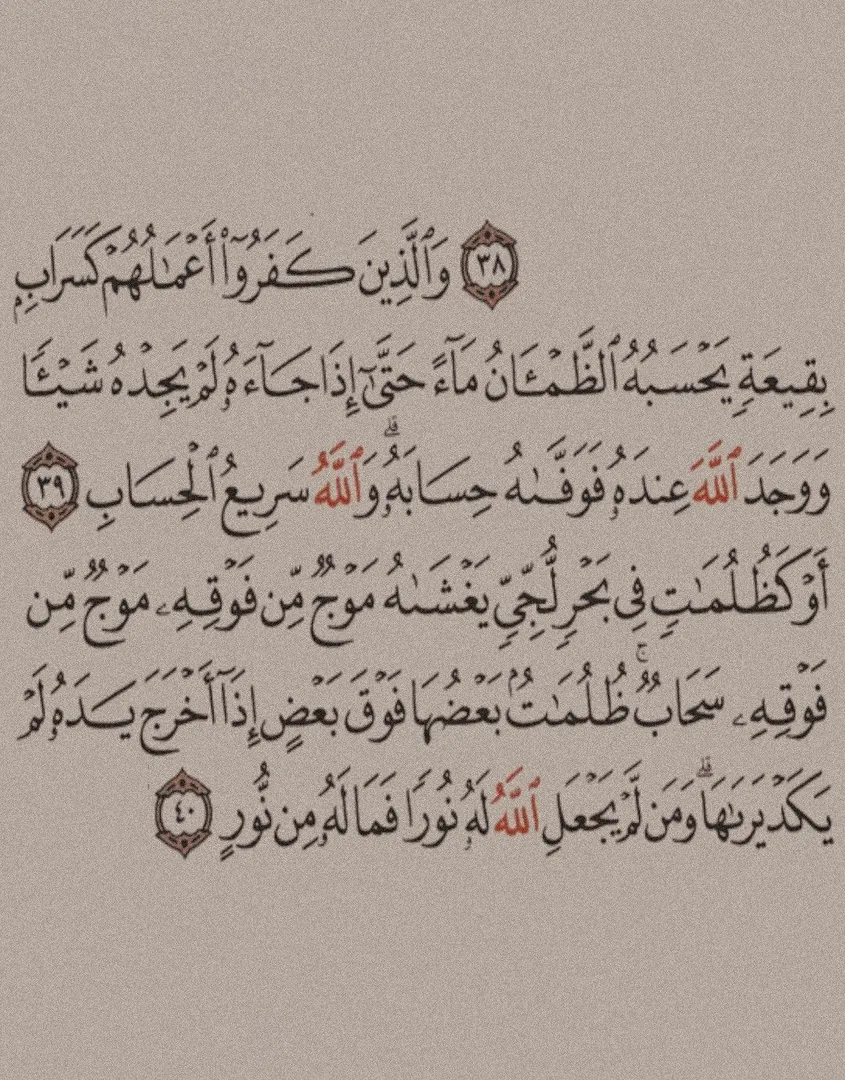 ﴿٣٨﴾ وَٱلَّذِينَ كَفَرُوٓا۟ أَعْمَـٰلُهُمْ كَسَرَابٍۭ
بِقِيعَةٍ يَحْسَبُهُ ٱلظَّمْـَٔانُ مَآءً حَتَّىٰٓ إِذَا جَآءَهُۥ لَمْ يَجِدْهُ شَيْـًٔا
وَوَجَدَ ٱللَّهَ عِندَهُۥ فَوَفَّىٰهُ حِسَابَهُۥ ۗ وَٱللَّهُ سَرِيعُ ٱلْحِسَابِ ﴿٣٩﴾
أَوْ كَظُلُمَـٰتٍ فِى بَحْرٍ لُّجِّىٍّ يَغْشَىٰهُ مَوْجٌ مِّن فَوْقِهِۦ مَوْجٌ مِّن
فَوْقِهِۦ سَحَابٌ ۚ ظُلُمَـٰتٌۢ بَعْضُهَا فَوْقَ بَعْضٍ إِذَآ أَخْرَجَ يَدَهُۥ لَمْ
يَكَدْ يَرَىٰهَا ۗ وَمَن لَّمْ يَجْعَلِ ٱللَّهُ لَهُۥ نُورًا فَمَا لَهُۥ مِن نُّورٍ ﴿٤٠﴾